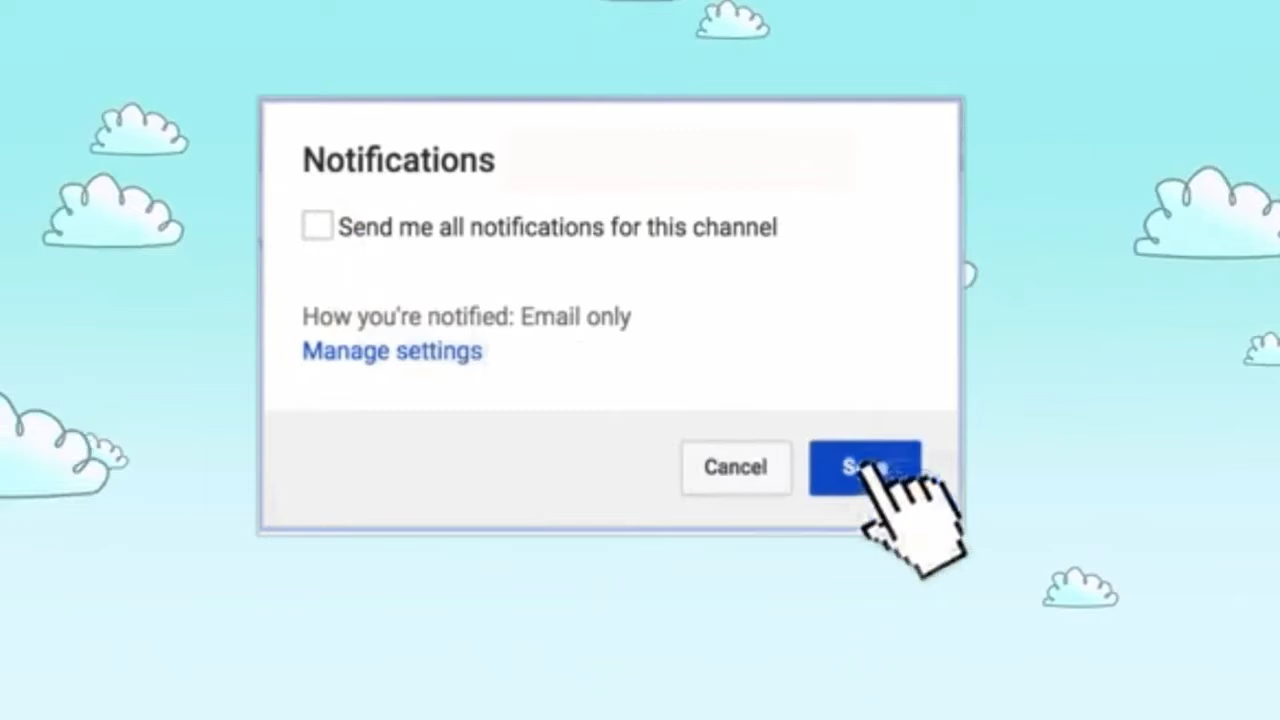 Notifications
Send me all notifications for this channel
How you're notified: Email only
Manage settings
Cancel